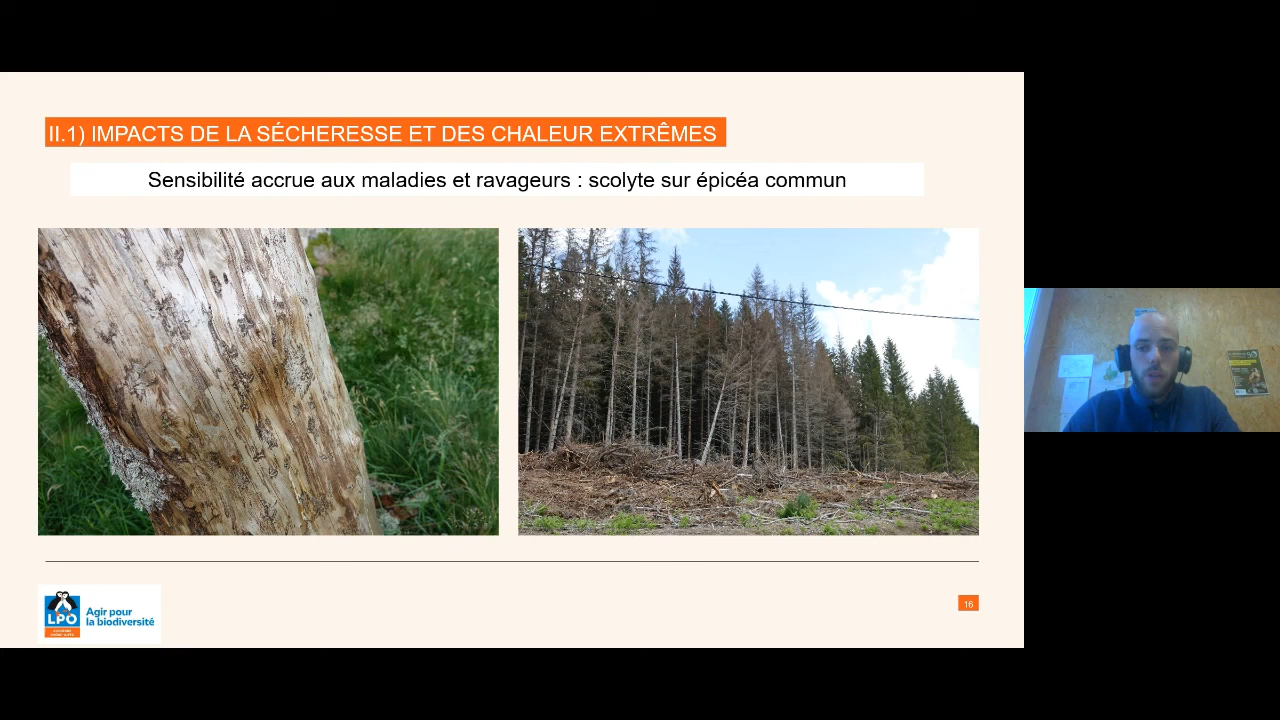 II.1) IMPACTS DE LA SÉCHERESSE ET DES CHALEUR EXTRÊMES
Sensibilité accrue aux maladies et ravageurs : scolyte sur épicéa commun
LPO
Agir pour
la biodiversité
16